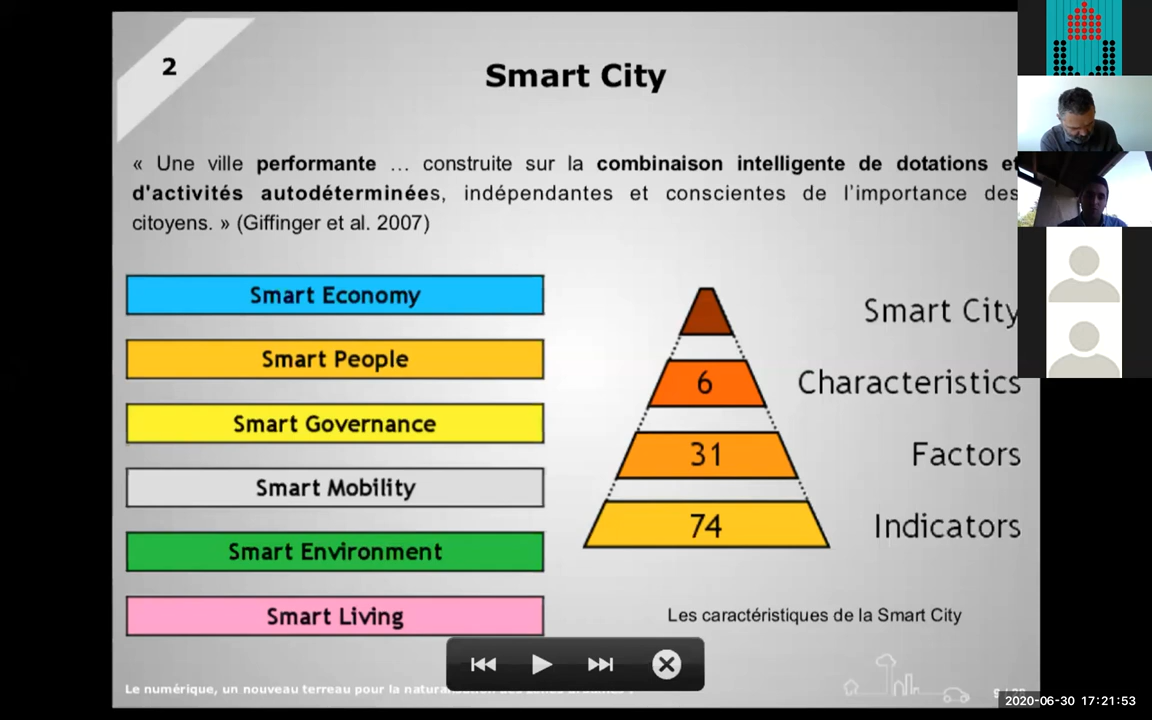 2
Smart City
« Une ville performante … construite sur la combinaison intelligente de dotations et
d'activités autodéterminées, indépendantes et conscientes de l'importance des
citoyens. » (Giffinger et al. 2007)
Smart Economy
Smart People
Smart Governance
Smart Mobility
Smart Environment
Smart Living
Smart City
6 Characteristics
31 Factors
74 Indicators
Les caractéristiques de la Smart City
Le numérique, un nouveau terreau pour la
2020-06-30 17:21:53